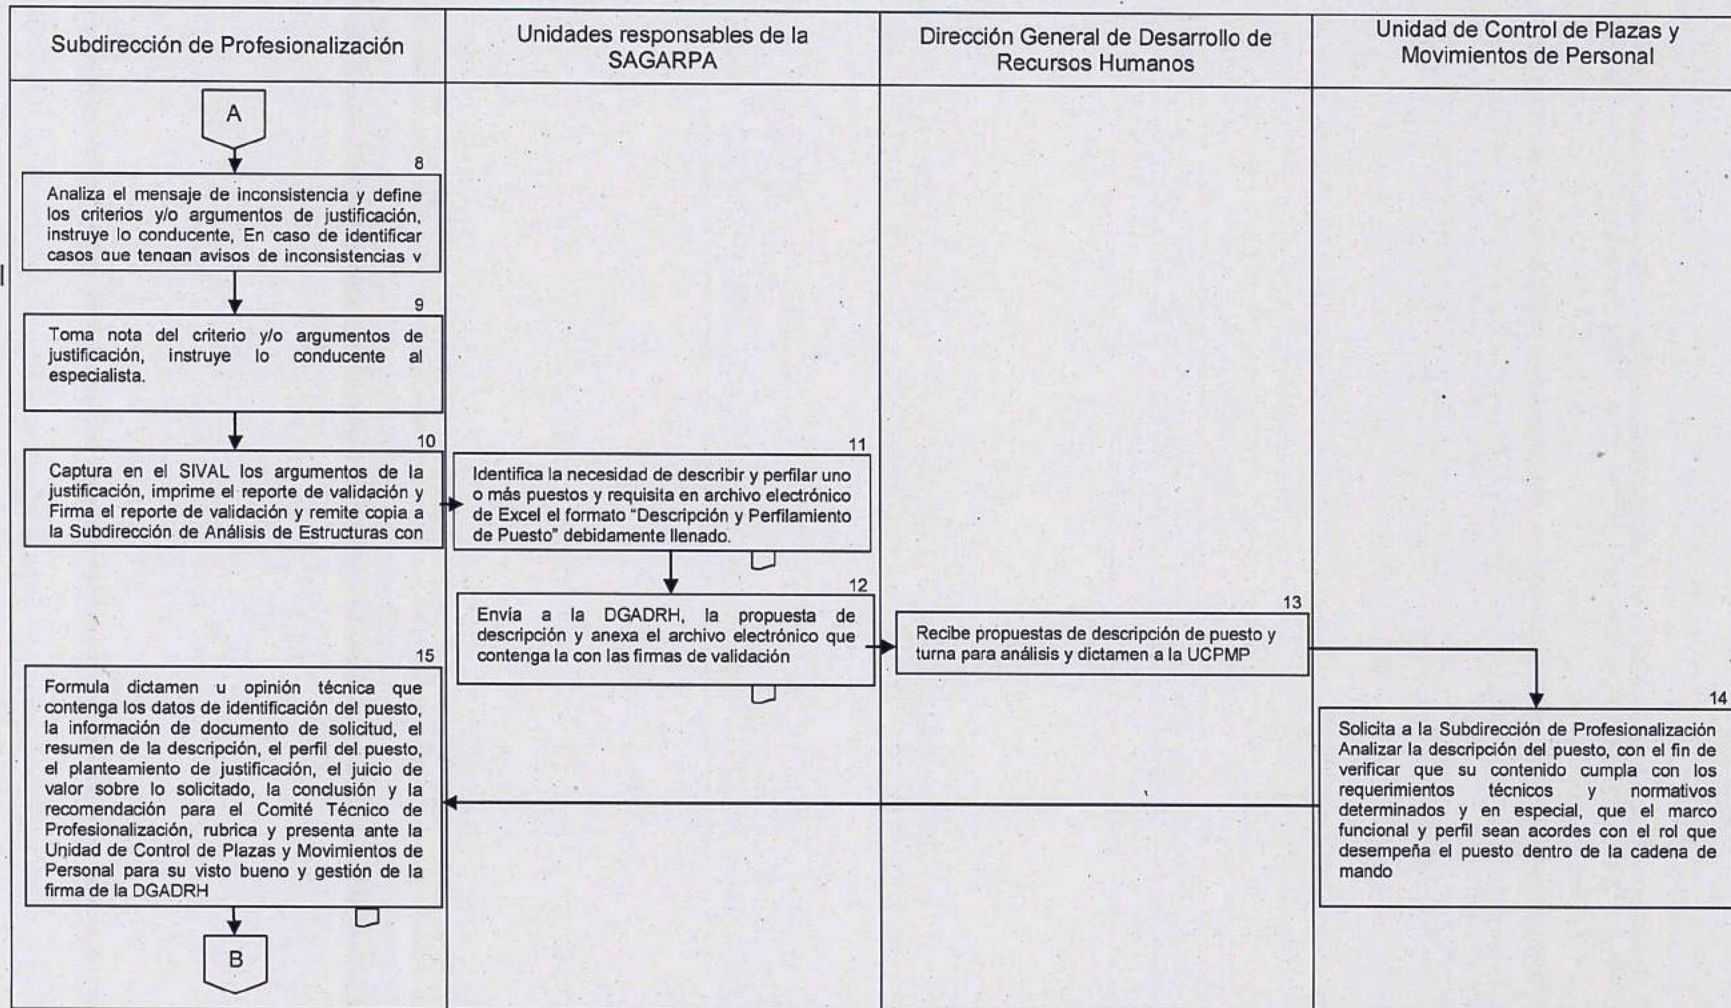 Subdirección de Profesionalización
Unidades responsables de la
SAGARPA
Dirección General de Desarrollo de
Recursos Humanos
Unidad de Control de Plazas y
Movimientos de Personal
A
8
Analiza el mensaje de inconsistencia y define
los criterios y/o argumentos de justificación,
instruye lo conducente, En caso de identificar
casos que tengan avisos de inconsistencias y
9
Toma nota del criterio y/o argumentos de
justificación, instruye lo conducente al
especialista.
10
Captura en el SIVAL los argumentos de la
justificación, imprime el reporte de validación y
Firma el reporte de validación y remite copia a
la Subdirección de Análisis de Estructuras con
11
Identifica la necesidad de describir y perfilar uno
o más puestos y requisita en archivo electrónico
de Excel el formato "Descripción y Perfilamiento
de Puesto" debidamente llenado.
12
Envía a la DGADRH, la propuesta de
descripción y anexa el archivo electrónico que
contenga la con las firmas de validación
13
Recibe propuestas de descripción de puesto y
turna para análisis y dictamen a la UCPMP
14
Solicita a la Subdirección de Profesionalización
Analizar la descripción del puesto, con el fin de
verificar que su contenido cumpla con los
requerimientos técnicos y normativos
determinados y en especial, que el marco
funcional y perfil sean acordes con el rol que
desempeña el puesto dentro de la cadena de
mando
15
Formula dictamen u opinión técnica que
contenga los datos de identificación del puesto,
la información de documento de solicitud, el
resumen de la descripción, el perfil del puesto,
el planteamiento de justificación, el juicio de
valor sobre lo solicitado, la conclusión y la
recomendación para el Comité Técnico de
Profesionalización, rubrica y presenta ante la
Unidad de Control de Plazas y Movimientos de
Personal para su visto bueno y gestión de la
firma de la DGADRH
B